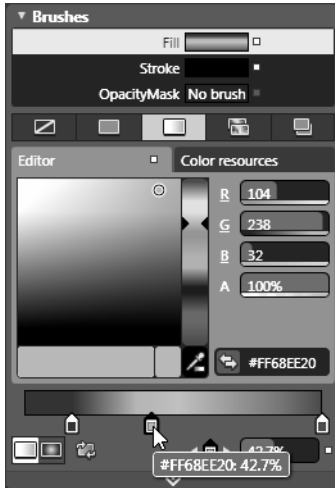 Brushes
Fill
Stroke
OpacityMask No brush
Editor Color resources
R 104
G 238
B 32
A 100%
#FF68EE20
#FF68EE20: 42.7%